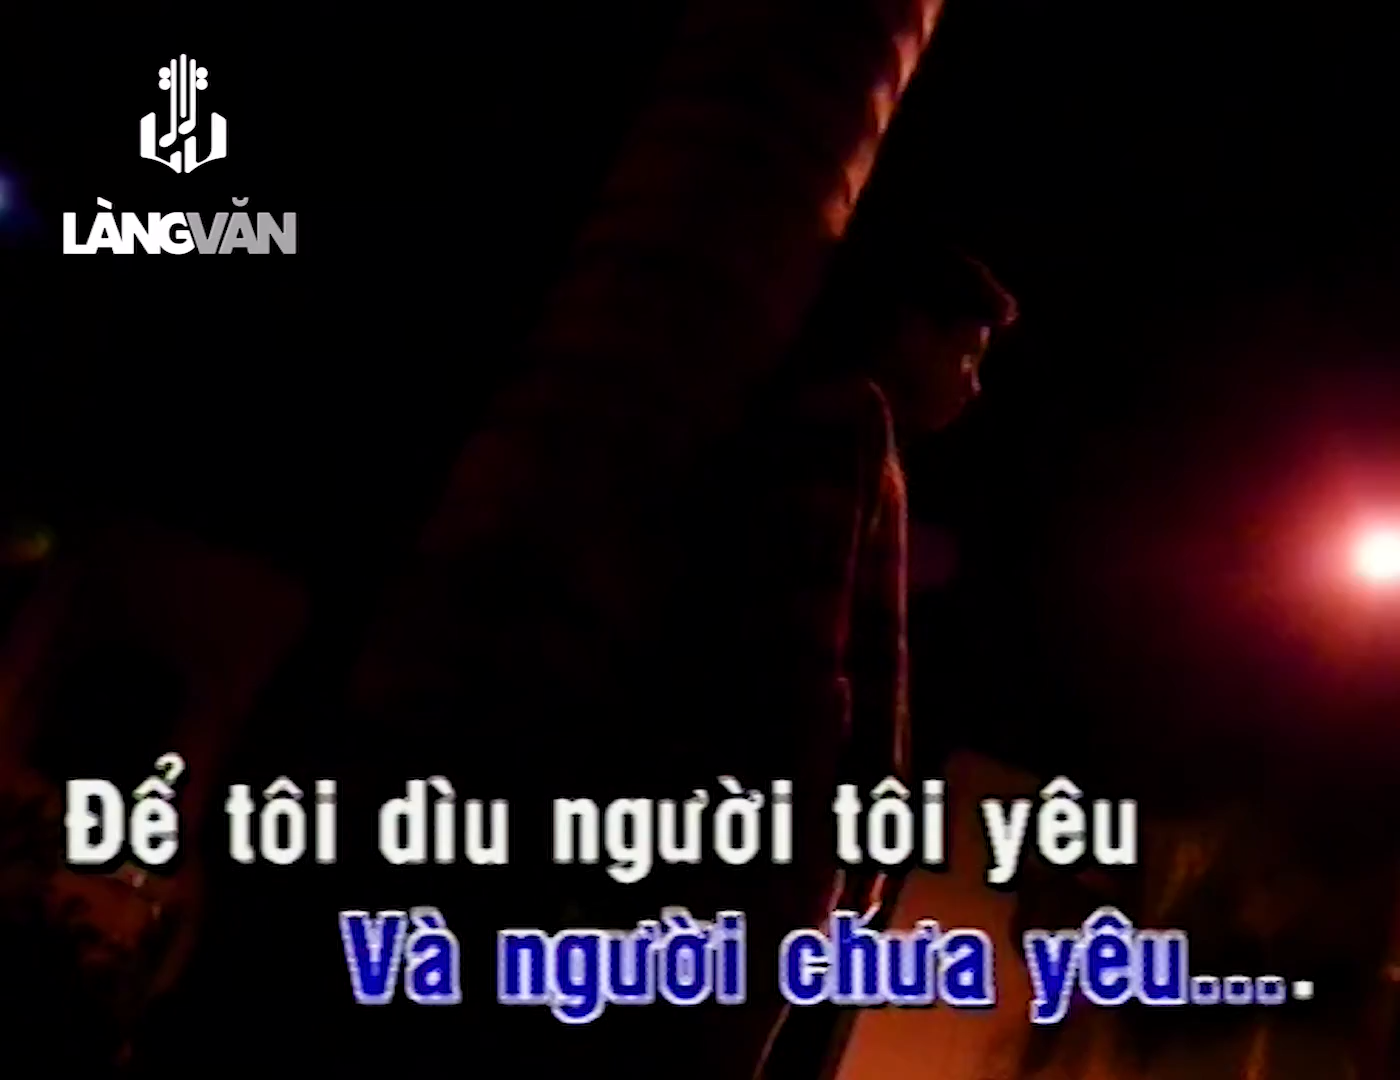 LÀNGVĂN
Để tôi dìu người tôi yêu
Và người chưa yêu....